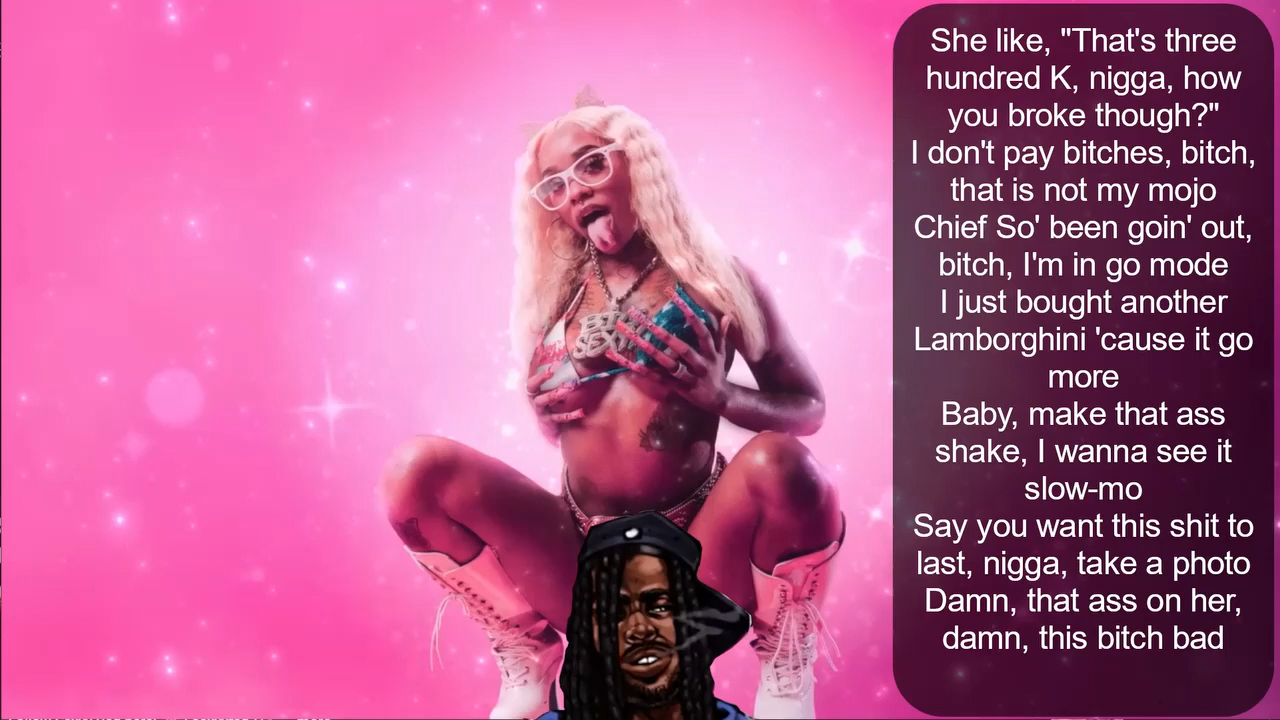 She like, "That's three
hundred K, nigga, how
you broke though?"
I don't pay bitches, bitch,
that is not my mojo
Chief So' been goin' out,
bitch, I'm in go mode
I just bought another
Lamborghini 'cause it go
more
Baby, make that ass
shake, I wanna see it
slow-mo
Say you want this shit to
last, nigga, take a photo
Damn, that ass on her,
damn, this bitch bad